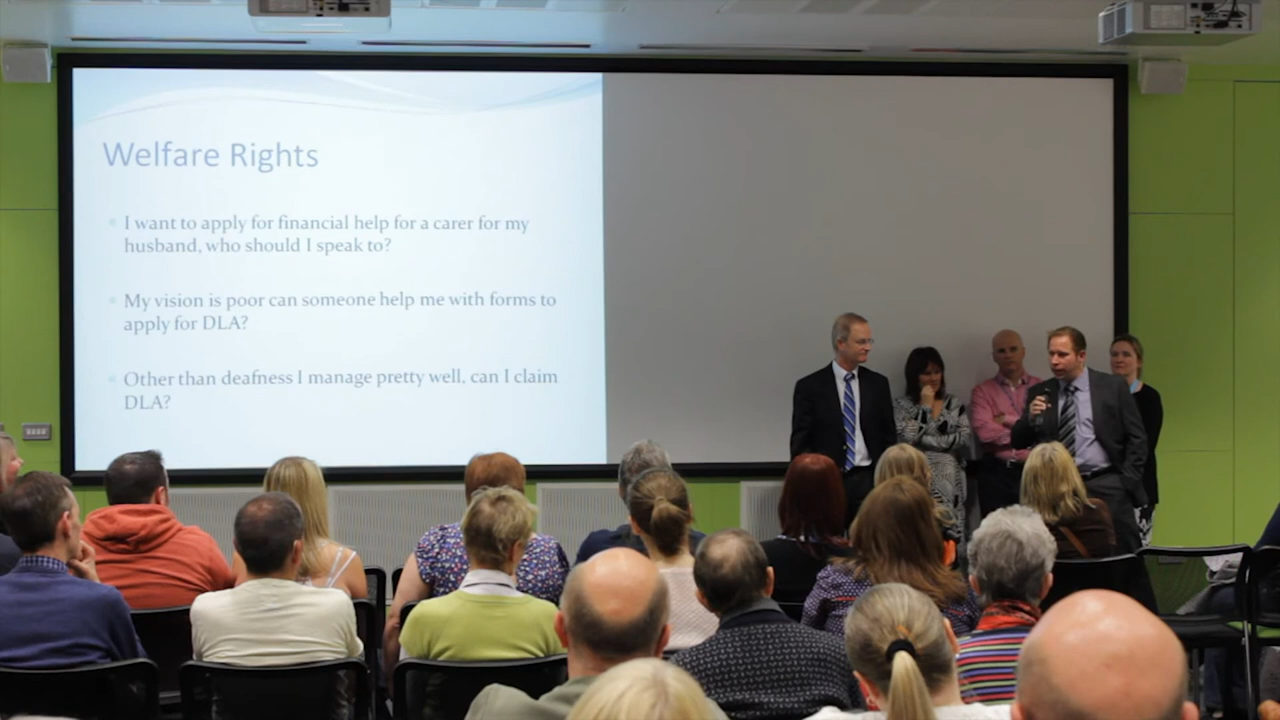 Welfare Rights
I want to apply for financial help for a carer for my
husband, who should I speak to?
My vision is poor can someone help me with forms to
apply for DLA?
Other than deafness I manage pretty well, can I claim
DLA?